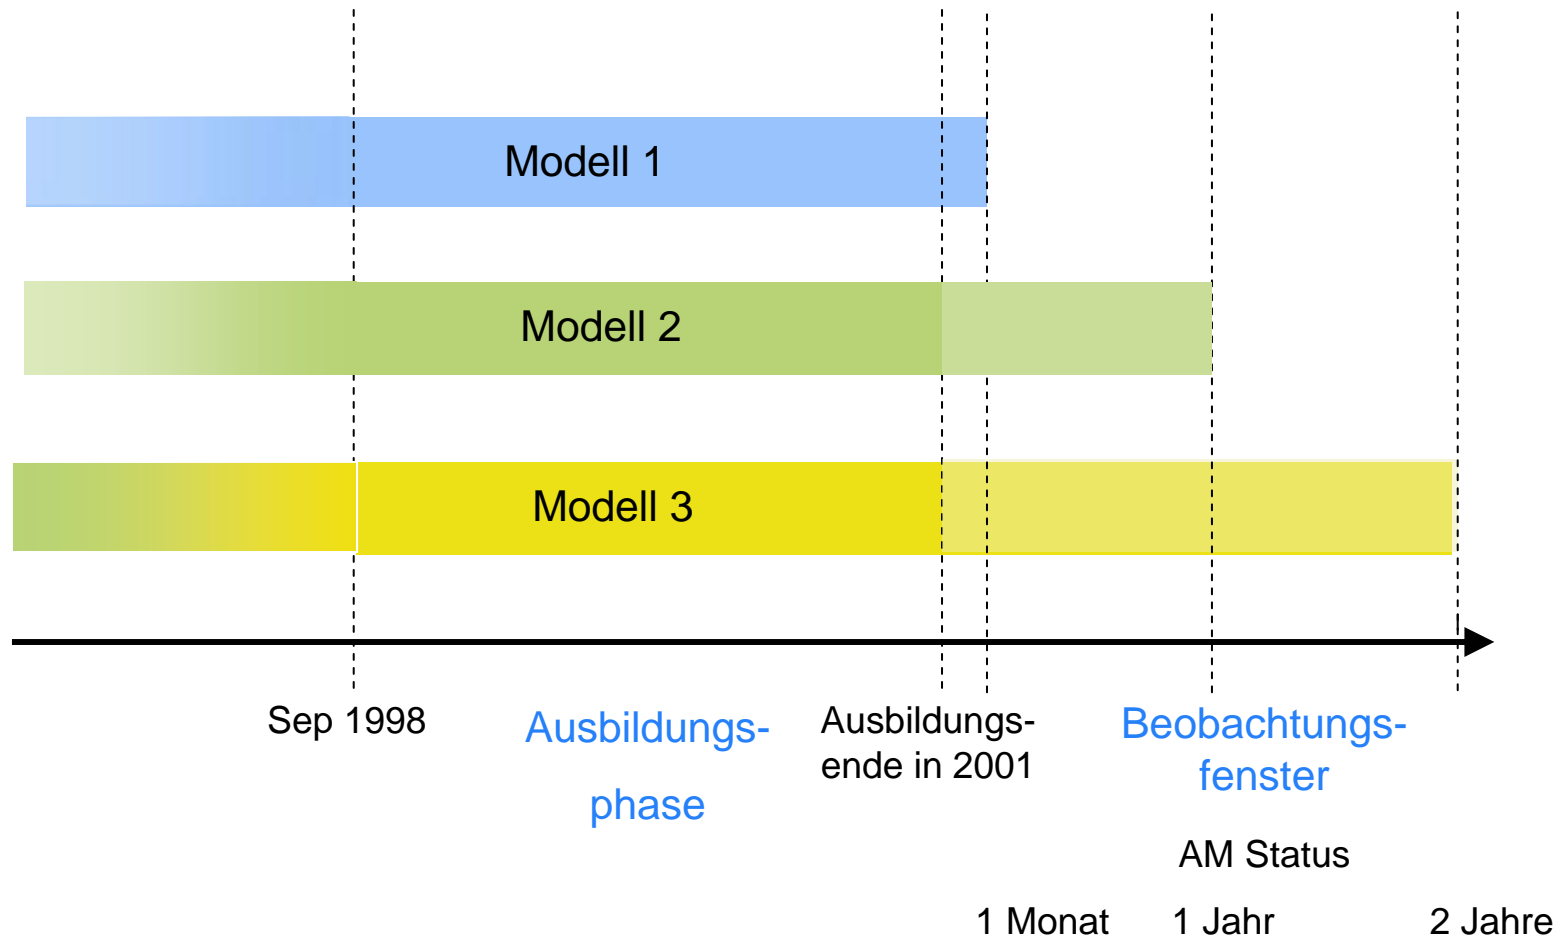 Modell 1
Modell 2
Modell 3
Sep 1998
Ausbildungs-
phase
Ausbildungs-
ende in 2001
Beobachtungs-
fenster
AM Status
1 Monat
1 Jahr
2 Jahre